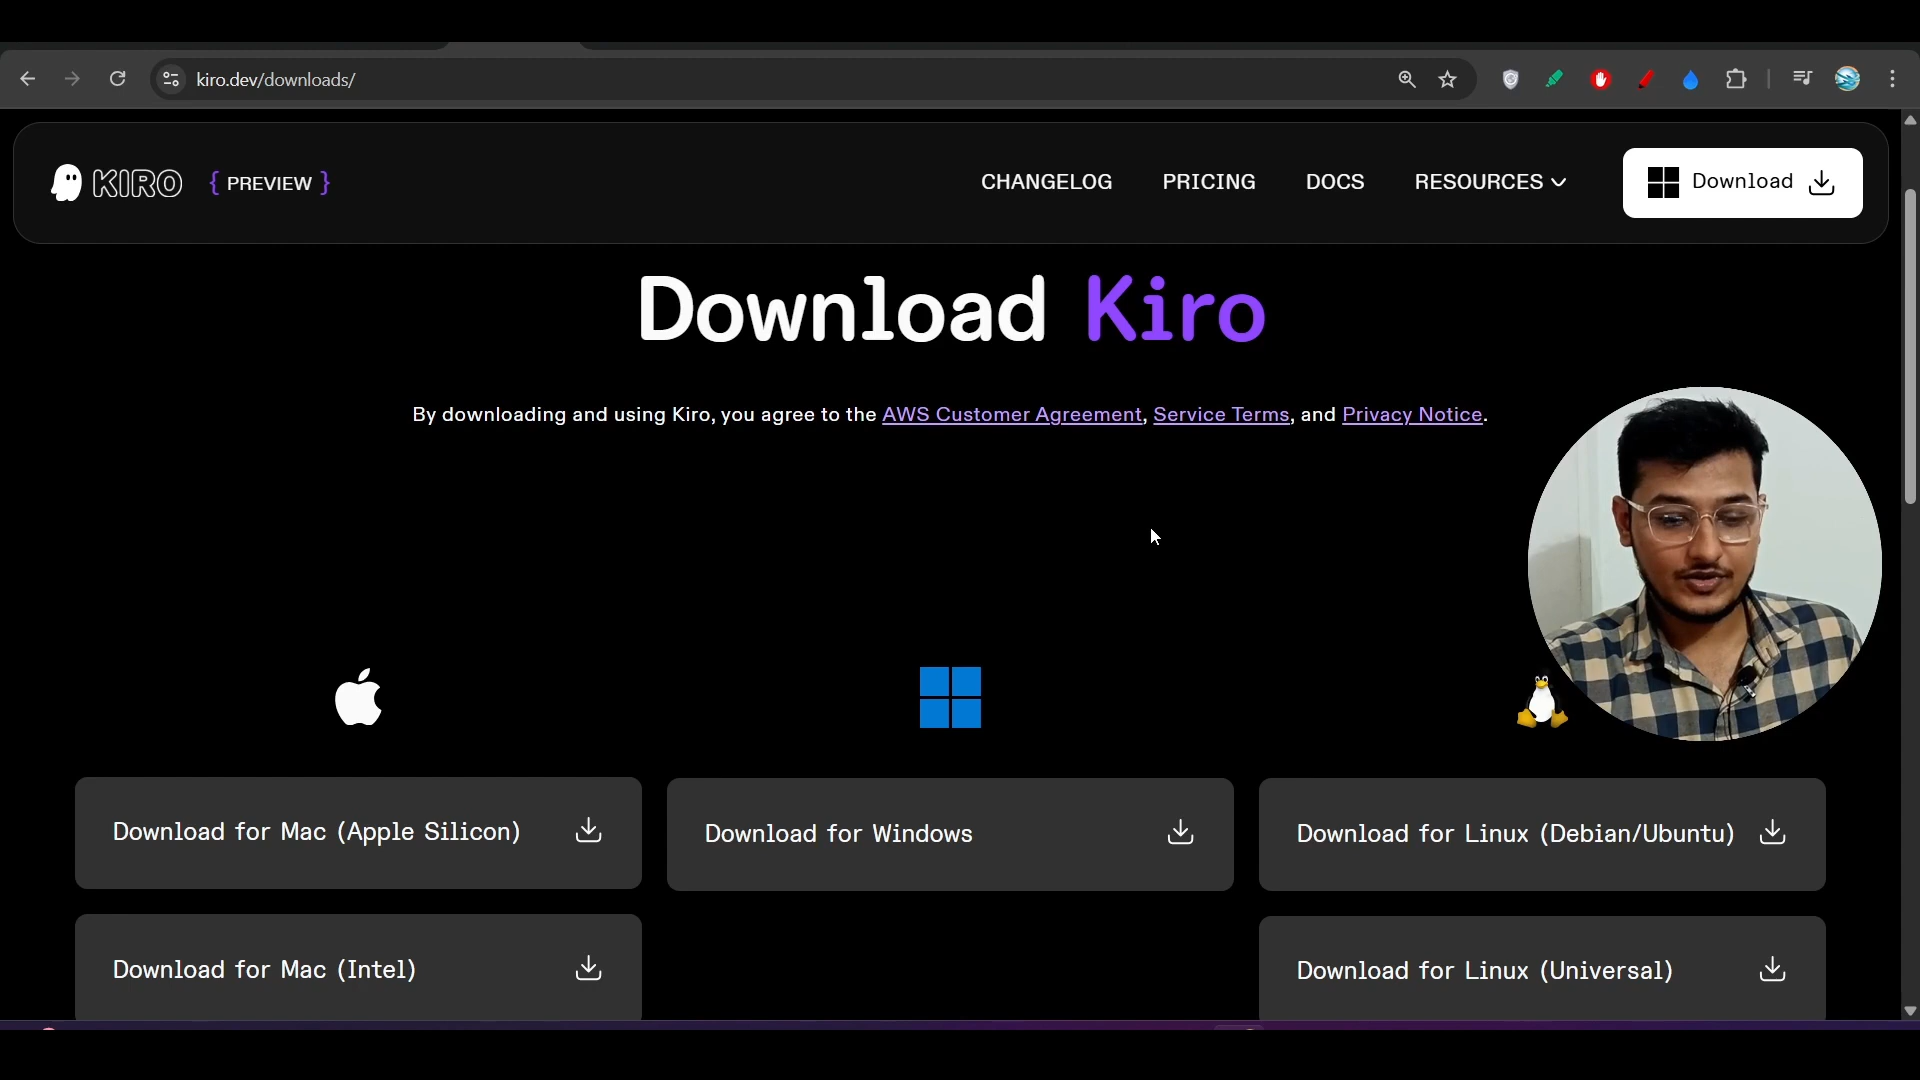 kiro.dev/downloads/
KIRO { PREVIEW }
CHANGELOG PRICING DOCS RESOURCES Download
Download Kiro
By downloading and using Kiro, you agree to the AWS Customer Agreement, Service Terms, and Privacy Notice.
Download for Mac (Apple Silicon)
Download for Windows
Download for Linux (Debian/Ubuntu)
Download for Mac (Intel)
Download for Linux (Universal)